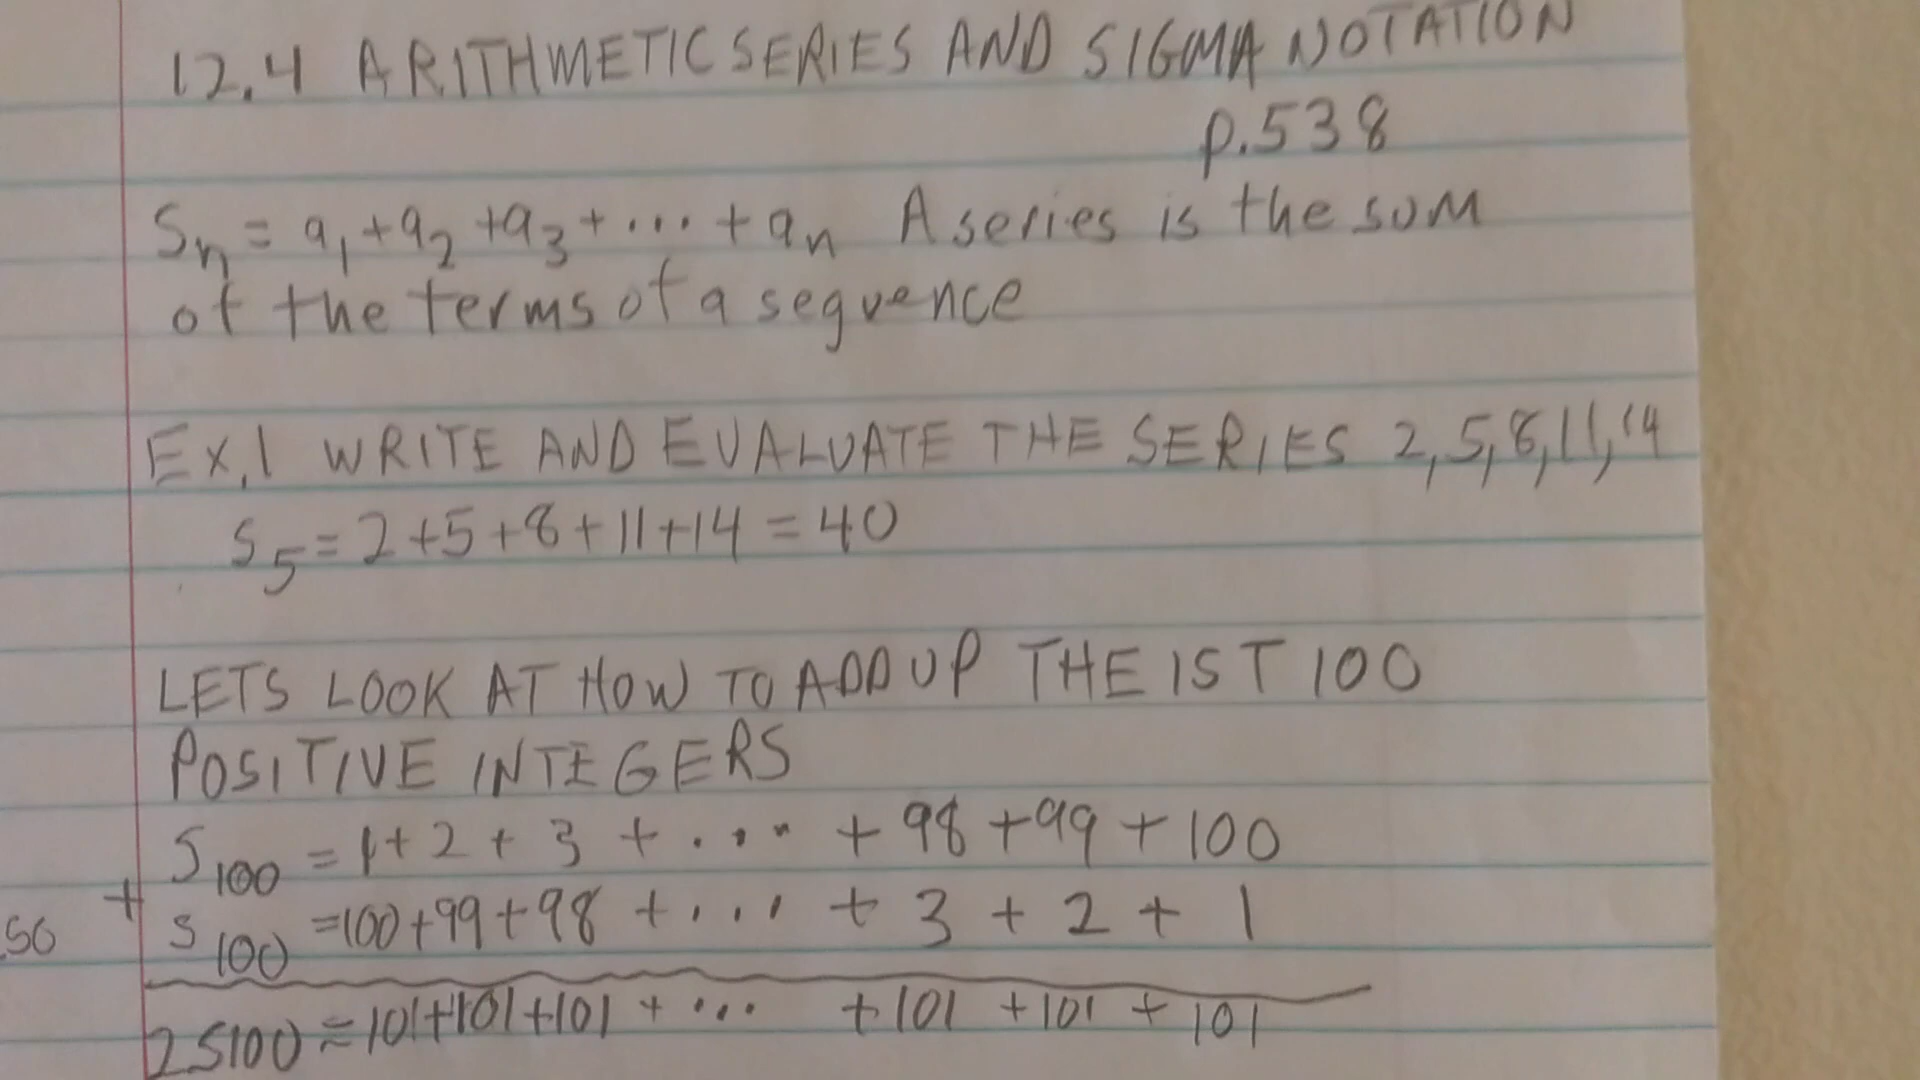 12.4 ARITHMETIC SERIES AND SIGMA NOTATION
p.538
Sn = a1 + a2 + a3 + ... + an A series is the sum
of the terms of a sequence
Ex.1 WRITE AND EVALUATE THE SERIES 2,5,8,11,14
S5 = 2+5+8+11+14 = 40
LETS LOOK AT HOW TO ADD UP THE 1ST 100
POSITIVE INTEGERS
S100 = 1+2+3+...+98+99+100
so + S100 =100+99+98+...+3+2+1
2S100 = 101+101+101+... +101+101+101